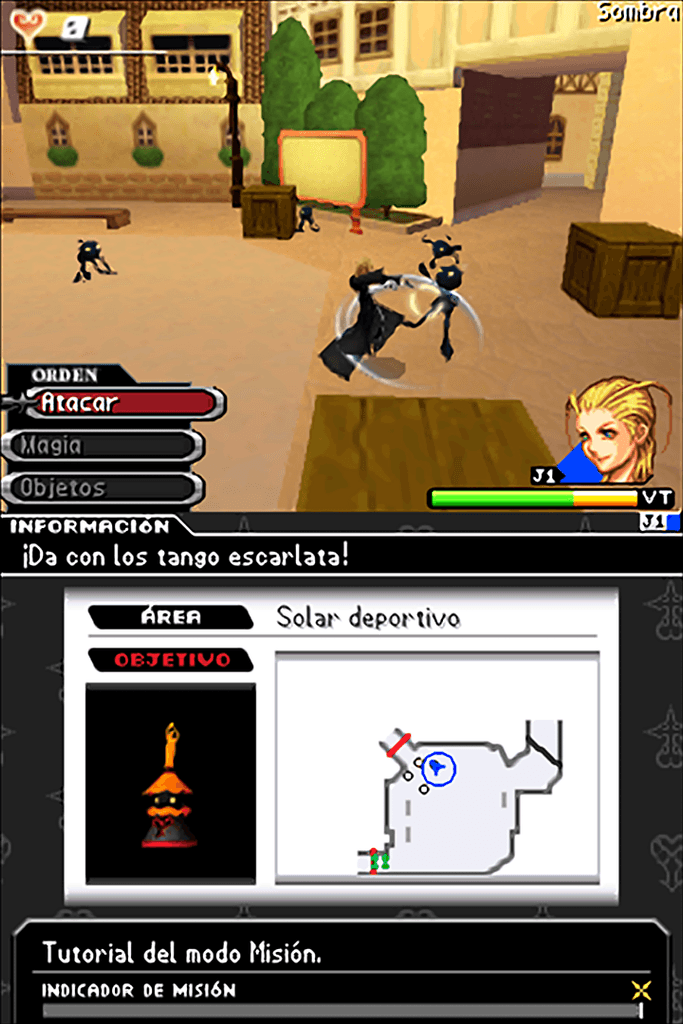 Sombra
0
ORDEN
Atacar
Magia
Objetos
J1
VT
INFORMACIÓN
J1
¡Da con los tango escarlata!
ÁREA
Solar deportivo
OBJETIVO
Tutorial del modo Misión.
INDICADOR DE MISIÓN